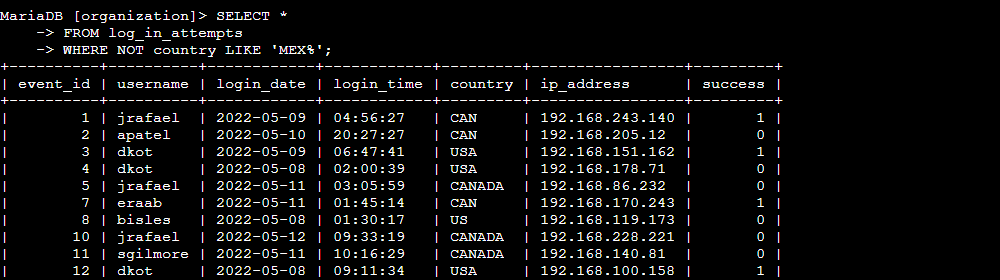 MariaDB [organization]> SELECT *
    -> FROM log_in_attempts
    -> WHERE NOT country LIKE 'MEX%';
+----------+----------+------------+------------+---------+-----------------+---------+
| event_id | username | login_date | login_time | country | ip_address      | success |
+----------+----------+------------+------------+---------+-----------------+---------+
|        1 | jrafael  | 2022-05-09 | 04:56:27   | CAN     | 192.168.243.140 |       1 |
|        2 | apatel   | 2022-05-10 | 20:27:27   | CAN     | 192.168.205.12  |       0 |
|        3 | dkot     | 2022-05-09 | 06:47:41   | USA     | 192.168.151.162 |       1 |
|        4 | dkot     | 2022-05-08 | 02:00:39   | USA     | 192.168.178.71  |       0 |
|        5 | jrafael  | 2022-05-11 | 03:05:59   | CANADA  | 192.168.86.232  |       0 |
|        7 | eraab    | 2022-05-11 | 01:45:14   | CAN     | 192.168.170.243 |       1 |
|        8 | bisles   | 2022-05-08 | 01:30:17   | US      | 192.168.119.173 |       0 |
|       10 | jrafael  | 2022-05-12 | 09:33:19   | CANADA  | 192.168.228.221 |       0 |
|       11 | sgilmore | 2022-05-11 | 10:16:29   | CANADA  | 192.168.140.81  |       0 |
|       12 | dkot     | 2022-05-08 | 09:11:34   | USA     | 192.168.100.158 |       1 |